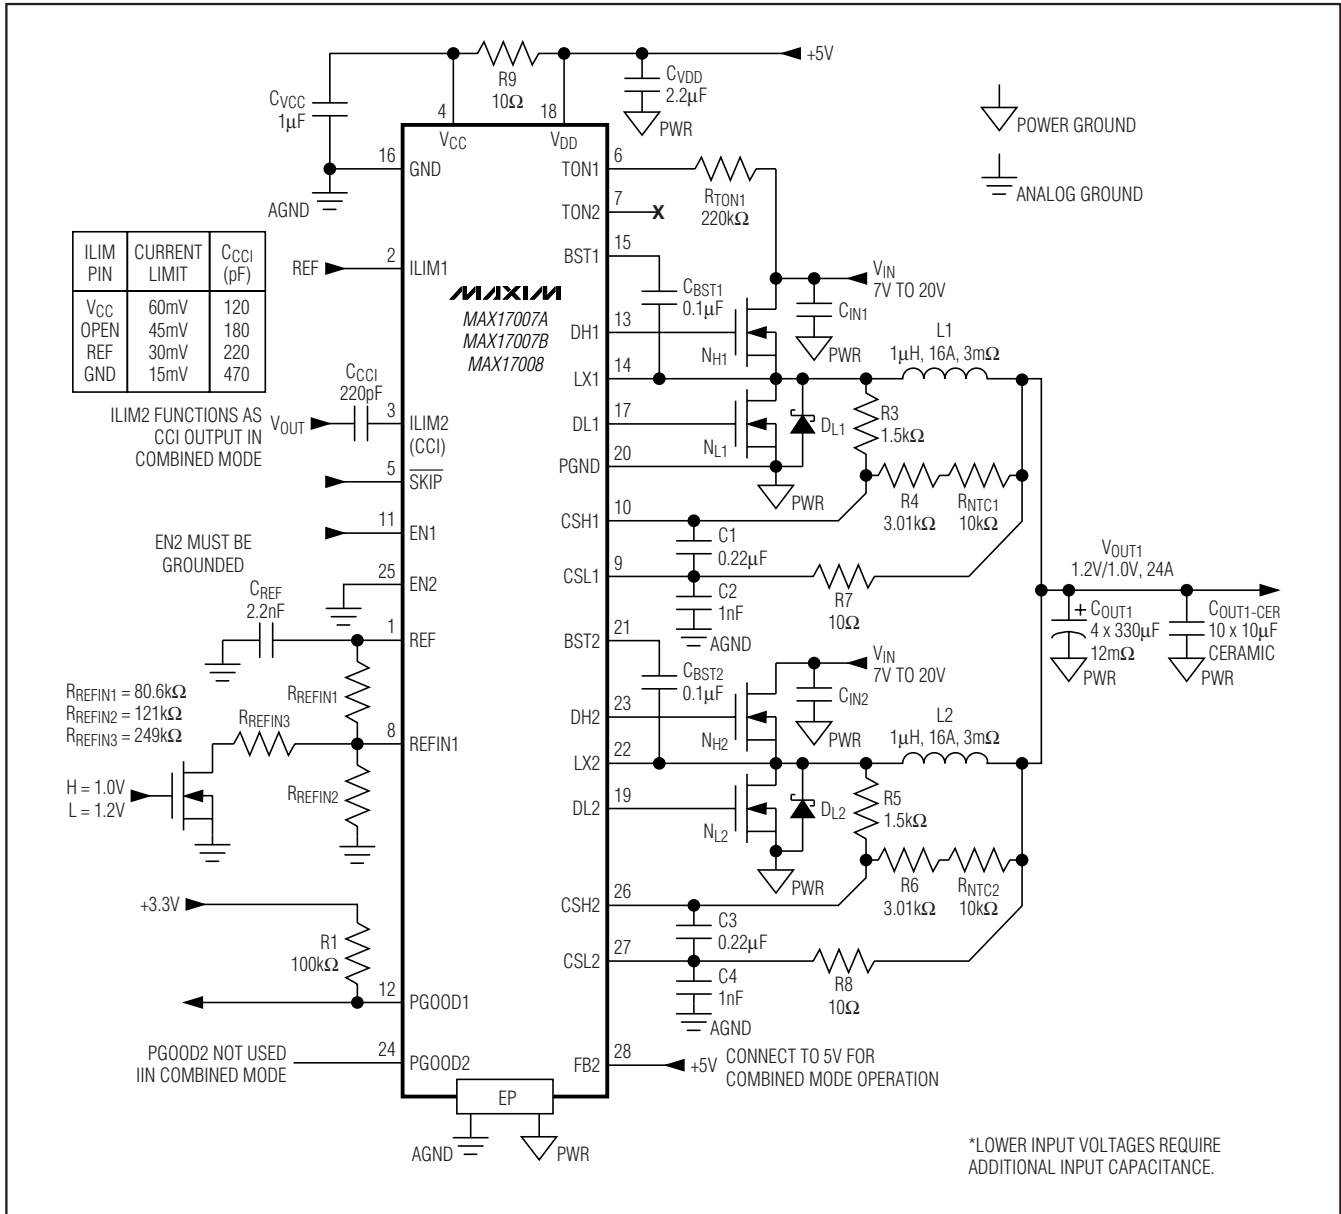 +5V
R9
10Ω
CVDD
2.2µF
PWR
CVCC
1µF
4
18
VCC
VDD
POWER GROUND
ANALOG GROUND
16
GND
AGND
TON1
6
RTON1
220kΩ
TON2
7
X
BST1
15
ILIM PIN
CURRENT LIMIT
CCCI (pF)
VCC 60mV 120
OPEN 45mV 180
REF 30mV 220
GND 15mV 470
REF
2
ILIM1
MAXIM
MAX17007A
MAX17007B
MAX17008
CBST1
0.1µF
VIN
7V TO 20V
CIN1
PWR
DH1
13
NH1
L1
1µH, 16A, 3mΩ
LX1
14
CCCI
220pF
ILIM2 FUNCTIONS AS
CCI OUTPUT IN
COMBINED MODE
VOUT
3
ILIM2
(CCI)
DL1
17
NL1
DL1
R3
1.5kΩ
PGND
20
PWR
R4
3.01kΩ
RNTC1
10kΩ
5
SKIP
CSH1
10
C1
0.22µF
11
EN1
EN2 MUST BE
GROUNDED
25
EN2
CSL1
9
R7
10Ω
C2
1nF
AGND
VOUT1
1.2V/1.0V, 24A
+
COUT1
4 x 330µF
12mΩ
PWR
COUT1-CER
10 x 10µF
CERAMIC
PWR
CREF
2.2nF
1
REF
BST2
21
CBST2
0.1µF
VIN
7V TO 20V
CIN2
PWR
RREFIN1 = 80.6kΩ
RREFIN2 = 121kΩ
RREFIN3 = 249kΩ
RREFIN1
RREFIN3
8
REFIN1
RREFIN2
H = 1.0V
L = 1.2V
DH2
23
NH2
L2
1µH, 16A, 3mΩ
LX2
22
DL2
19
NL2
DL2
R5
1.5kΩ
PWR
R6
3.01kΩ
RNTC2
10kΩ
+3.3V
R1
100kΩ
12
PGOOD1
CSH2
26
C3
0.22µF
CSL2
27
R8
10Ω
C4
1nF
AGND
PGOOD2 NOT USED
IIN COMBINED MODE
24
PGOOD2
FB2
28
+5V
CONNECT TO 5V FOR
COMBINED MODE OPERATION
EP
AGND
PWR
*LOWER INPUT VOLTAGES REQUIRE
ADDITIONAL INPUT CAPACITANCE.